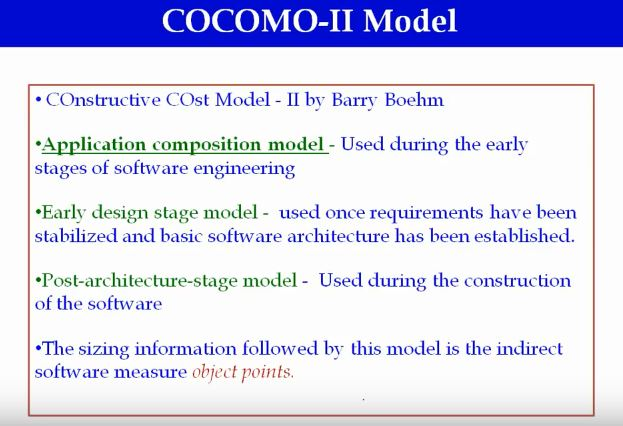 COCOMO-II Model
• COnstructive COst Model - II by Barry Boehm
•Application composition model - Used during the early
stages of software engineering
•Early design stage model - used once requirements have been
stabilized and basic software architecture has been established.
•Post-architecture-stage model - Used during the construction
of the software
•The sizing information followed by this model is the indirect
software measure object points.